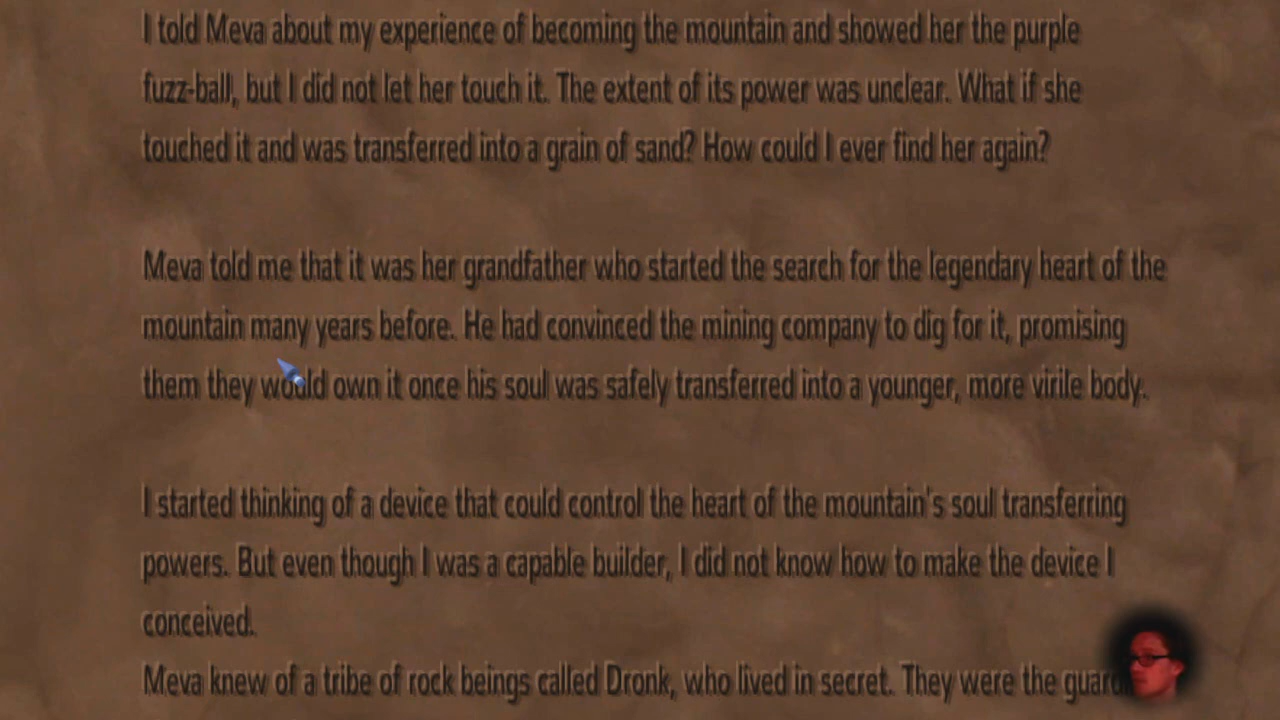 I told Meva about my experience of becoming the mountain and showed her the purple
fuzz-ball, but I did not let her touch it. The extent of its power was unclear. What if she
touched it and was transferred into a grain of sand? How could I ever find her again?
Meva told me that it was her grandfather who started the search for the legendary heart of the
mountain many years before. He had convinced the mining company to dig for it, promising
them they would own it once his soul was safely transferred into a younger, more virile body.
I started thinking of a device that could control the heart of the mountain's soul transferring
powers. But even though I was a capable builder, I did not know how to make the device I
conceived.
Meva knew of a tribe of rock beings called Dronk, who lived in secret. They were the